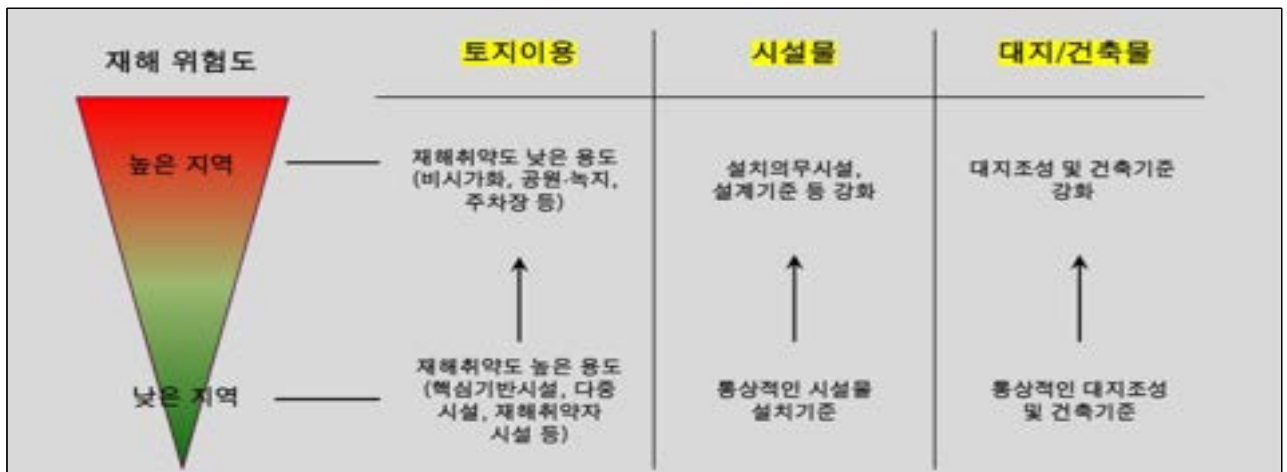 재해 위험도
토지이용
시설물
대지/건축물
높은 지역
재해취약도 낮은 용도
(비시가화, 공원·녹지,
주차장 등)
설치의무시설,
설계기준 등 강화
대지조성 및 건축기준
강화
낮은 지역
재해취약도 높은 용도
(핵심기반시설, 다중
시설, 재해취약자
시설 등)
통상적인 시설물
설치기준
통상적인 대지조성
및 건축기준